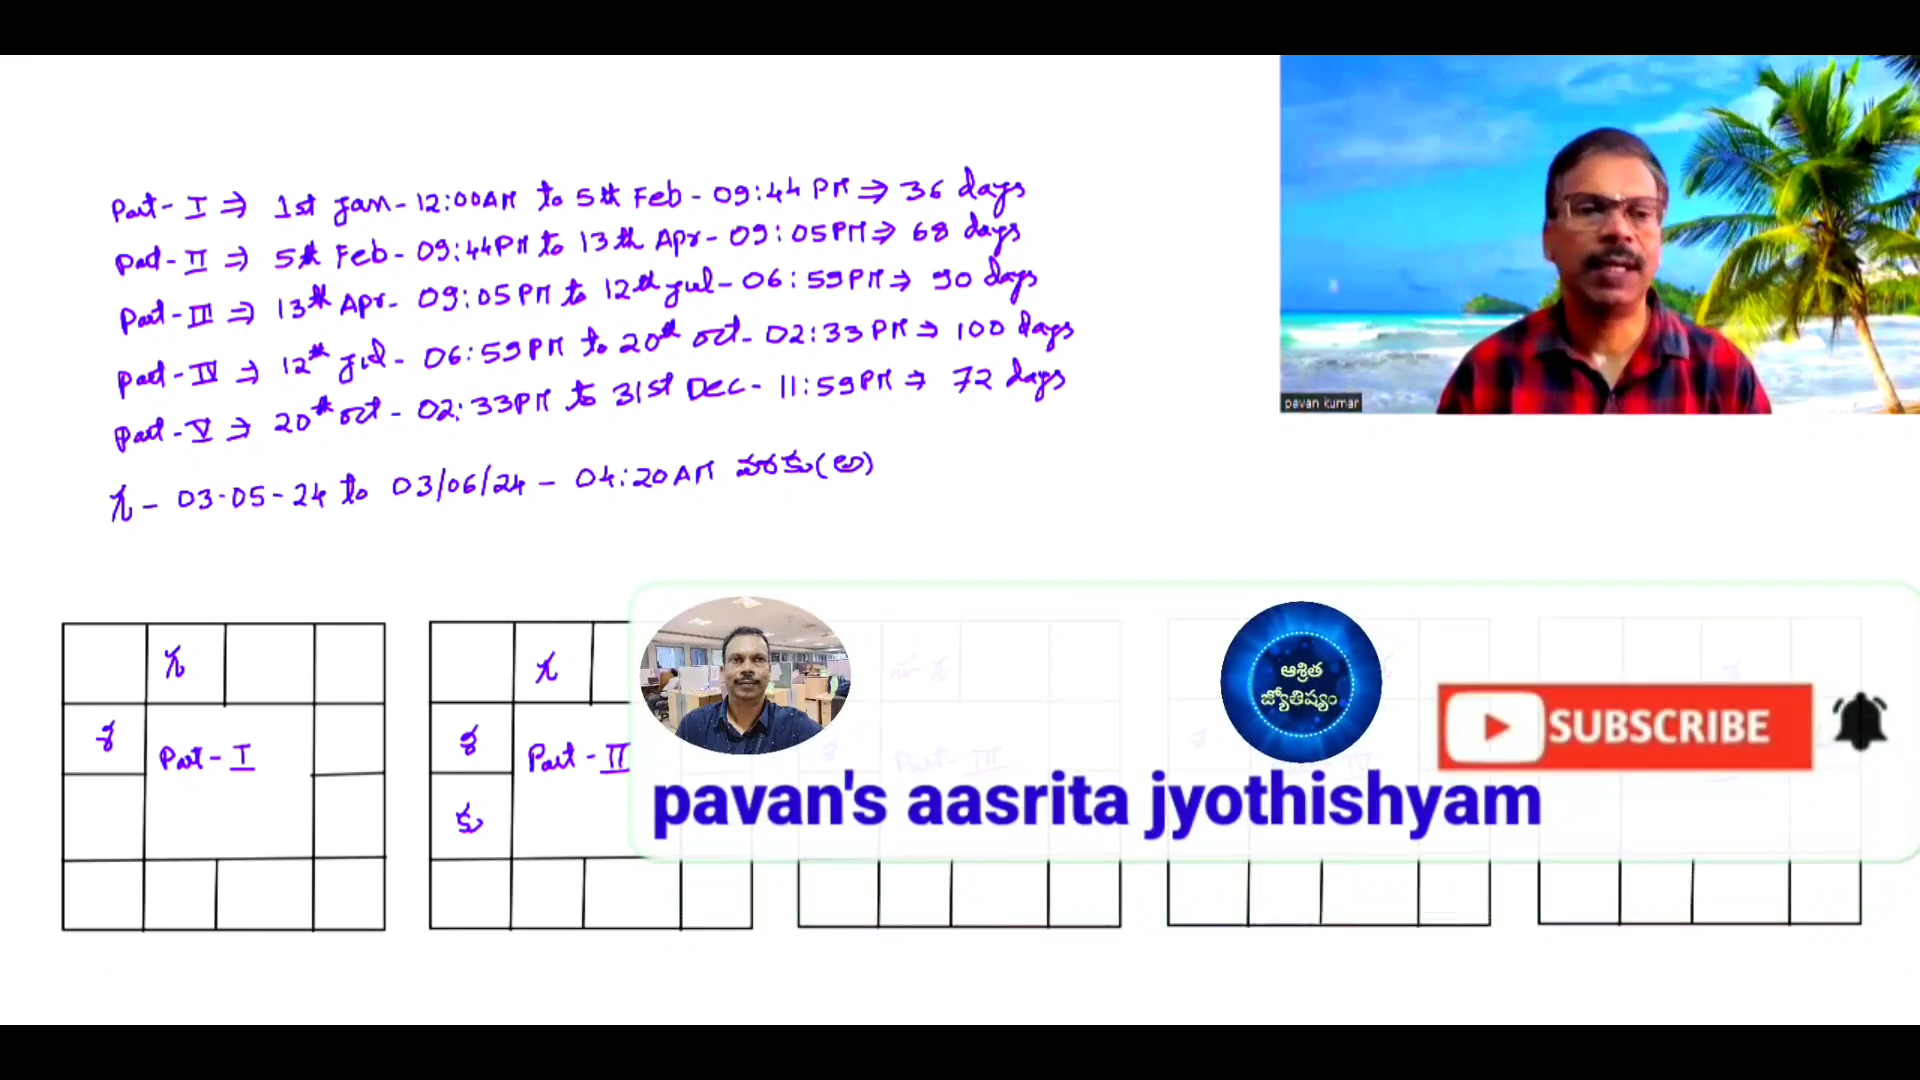 Part - I ⇒ 1st Jan - 12:00AM to 5th Feb - 09:44 PM ⇒ 36 days
Part - II ⇒ 5th Feb - 09:44PM to 13th Apr - 09:05PM ⇒ 68 days
Part - III ⇒ 13th Apr - 09:05PM to 12th Jul - 06:59PM ⇒ 90 days
Part - IV ⇒ 12th Jul - 06:59PM to 20th Oct - 02:33PM ⇒ 100 days
Part - V ⇒ 20th Oct - 02:33PM to 31st Dec - 11:59PM ⇒ 72 days
గ - 03-05-24 to 03/06/24 - 04:20AM వరకు (అ)
pavan kumar
గ
శ
Part - I
గ
శ
Part - II
కు
Part - III
ఆశ్రిత
జ్యోతిష్యం
SUBSCRIBE
pavan's aasrita jyothishyam